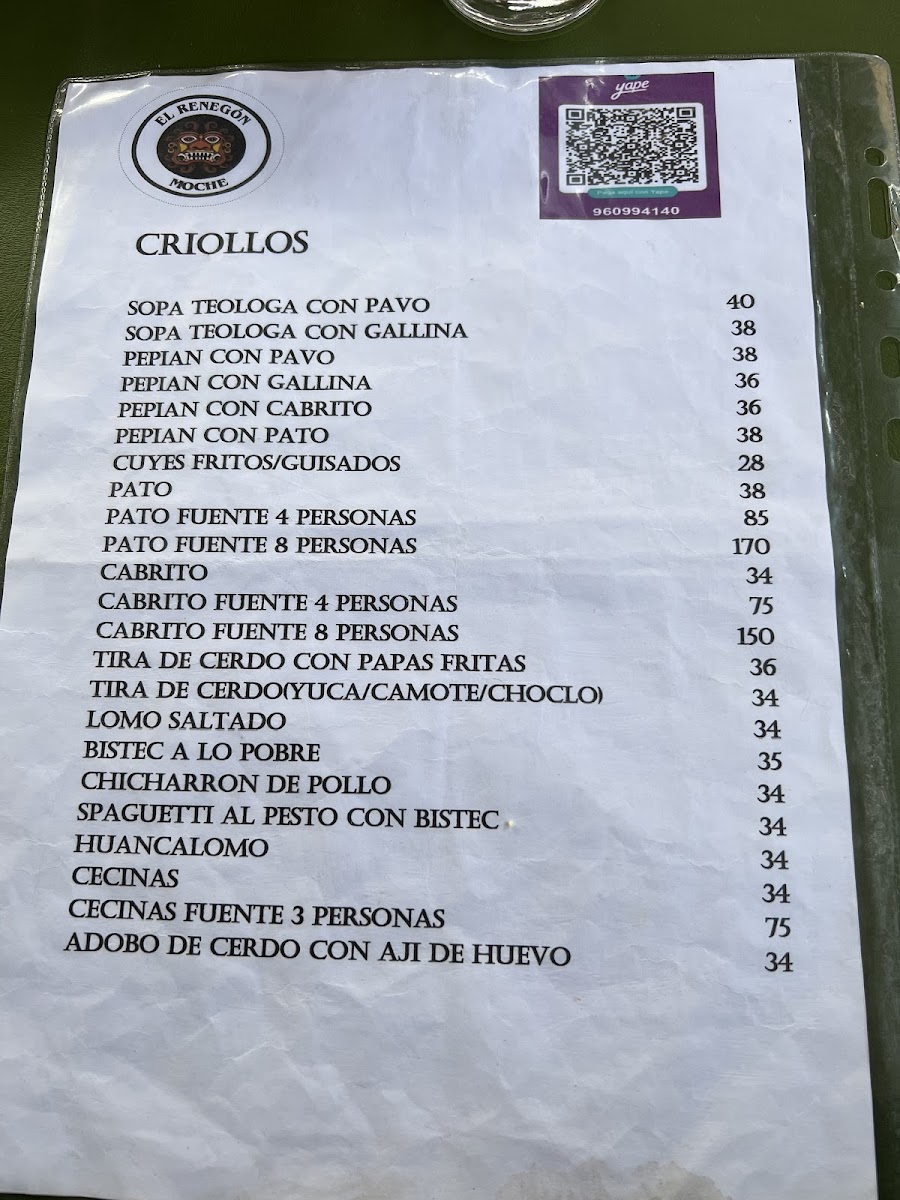 EL RENEGÓN
MOCHE
yape
Paga aquí con Yape
960994140
CRIOLLOS
SOPA TEOLOGA CON PAVO 40
SOPA TEOLOGA CON GALLINA 38
PEPIAN CON PAVO 38
PEPIAN CON GALLINA 36
PEPIAN CON CABRITO 36
PEPIAN CON PATO 38
CUYES FRITOS/GUISADOS 28
PATO 38
PATO FUENTE 4 PERSONAS 85
PATO FUENTE 8 PERSONAS 170
CABRITO 34
CABRITO FUENTE 4 PERSONAS 75
CABRITO FUENTE 8 PERSONAS 150
TIRA DE CERDO CON PAPAS FRITAS 36
TIRA DE CERDO(YUCA/CAMOTE/CHOCLO) 34
LOMO SALTADO 34
BISTEC A LO POBRE 35
CHICHARRON DE POLLO 34
SPAGUETTI AL PESTO CON BISTEC 34
HUANCALOMO 34
CECINAS 34
CECINAS FUENTE 3 PERSONAS 75
ADOBO DE CERDO CON AJI DE HUEVO 34